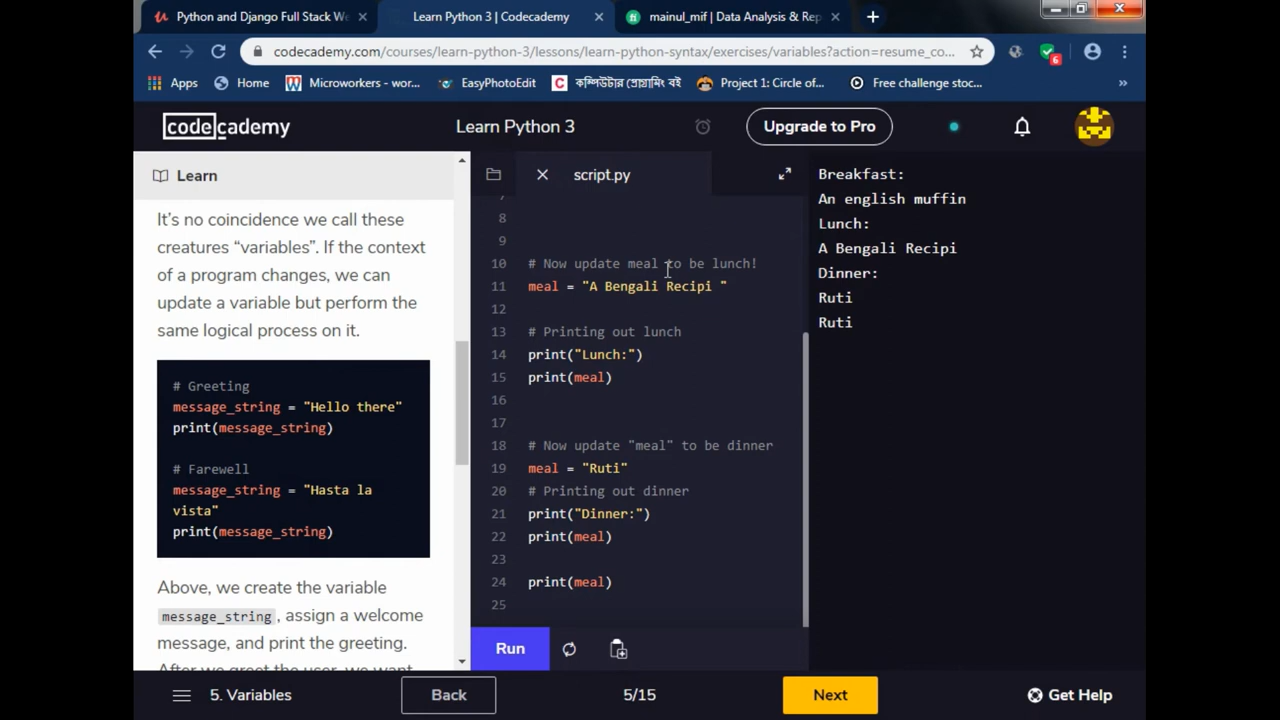 Python and Django Full Stack We
Learn Python 3 | Codecademy
mainul_mif | Data Analysis & Rep
codecademy.com/courses/learn-python-3/lessons/learn-python-syntax/exercises/variables?action=resume_co...
6
Apps
Home
Microworkers - wor...
EasyPhotoEdit
C
কম্পিউটার প্রোগ্রামিং বই
Project 1: Circle of...
Free challenge stoc...
»
codecademy
Learn Python 3
Upgrade to Pro
Learn
script.py
It's no coincidence we call these
creatures “variables”. If the context
of a program changes, we can
update a variable but perform the
same logical process on it.
# Greeting
message_string = "Hello there"
print(message_string)
# Farewell
message_string = "Hasta la
vista"
print(message_string)
Above, we create the variable
message_string, assign a welcome
message, and print the greeting.
After we greet the user, we want
7
8
9
10 # Now update meal to be lunch!
11 meal = "A Bengali Recipi "
12
13 # Printing out lunch
14 print("Lunch:")
15 print(meal)
16
17
18 # Now update "meal" to be dinner
19 meal = "Ruti"
20 # Printing out dinner
21 print("Dinner:")
22 print(meal)
23
24 print(meal)
25
Breakfast:
An english muffin
Lunch:
A Bengali Recipi
Dinner:
Ruti
Ruti
Run
5. Variables
Back
5/15
Next
Get Help